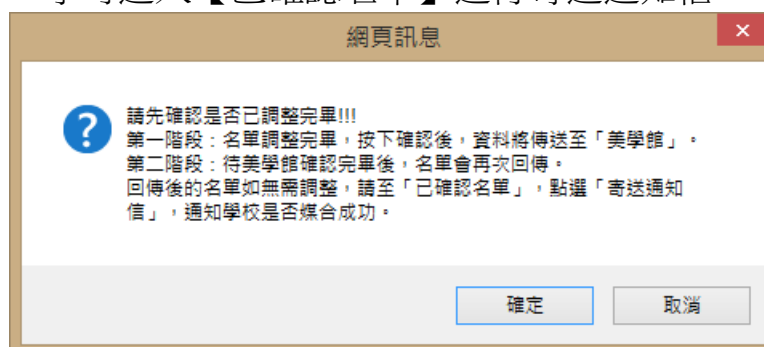 網頁訊息
請先確認是否已調整完畢!!!
第一階段：名單調整完畢，按下確認後，資料將傳送至「美學館」。
第二階段：待美學館確認完畢後，名單會再次回傳。
回傳後的名單如無需調整，請至「已確認名單」，點選「寄送通知
信」，通知學校是否媒合成功。
確定
取消